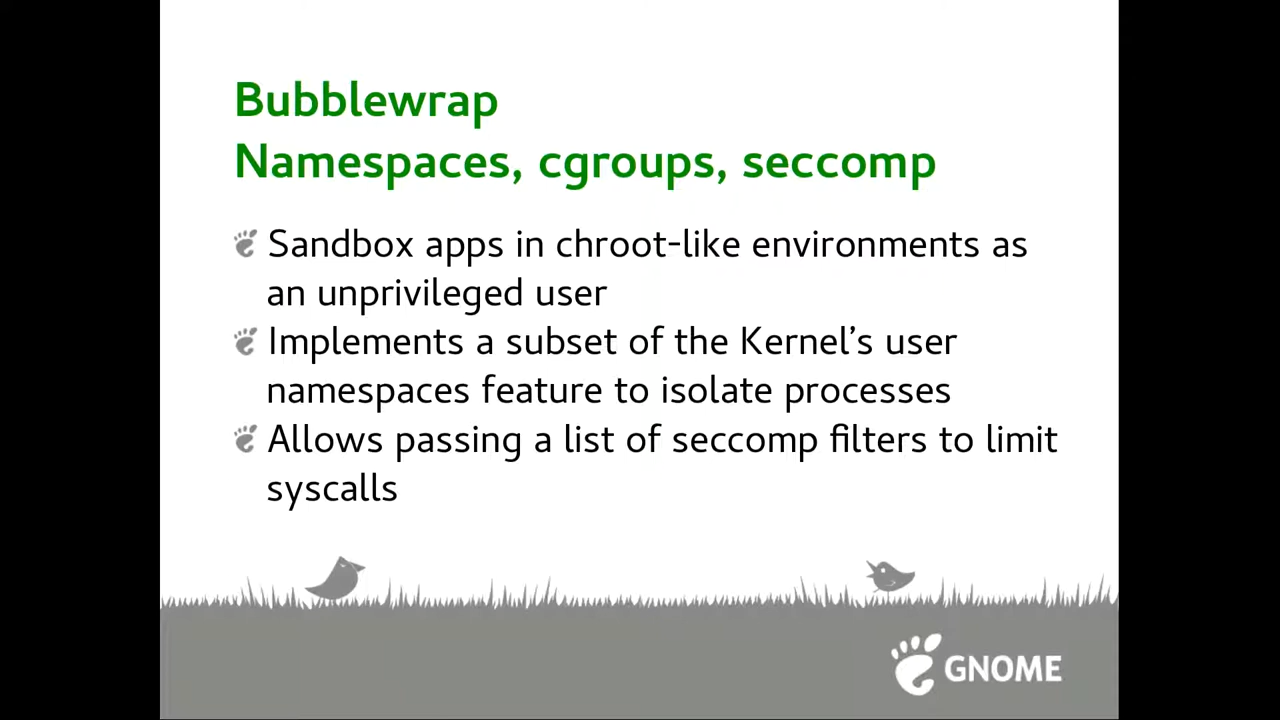 Bubblewrap
Namespaces, cgroups, seccomp
Sandbox apps in chroot-like environments as
an unprivileged user
Implements a subset of the Kernel’s user
namespaces feature to isolate processes
Allows passing a list of seccomp filters to limit
syscalls
GNOME